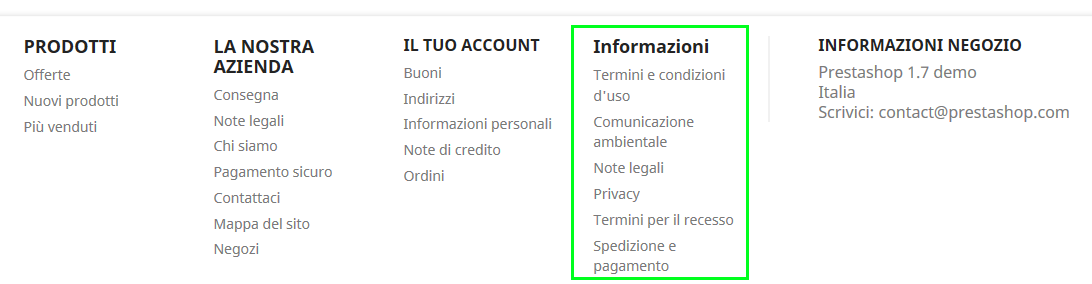 PRODOTTI
Offerte
Nuovi prodotti
Più venduti
LA NOSTRA
AZIENDA
Consegna
Note legali
Chi siamo
Pagamento sicuro
Contattaci
Mappa del sito
Negozi
IL TUO ACCOUNT
Buoni
Indirizzi
Informazioni personali
Note di credito
Ordini
Informazioni
Termini e condizioni
d'uso
Comunicazione
ambientale
Note legali
Privacy
Termini per il recesso
Spedizione e
pagamento
INFORMAZIONI NEGOZIO
Prestashop 1.7 demo
Italia
Scrivici: contact@prestashop.com